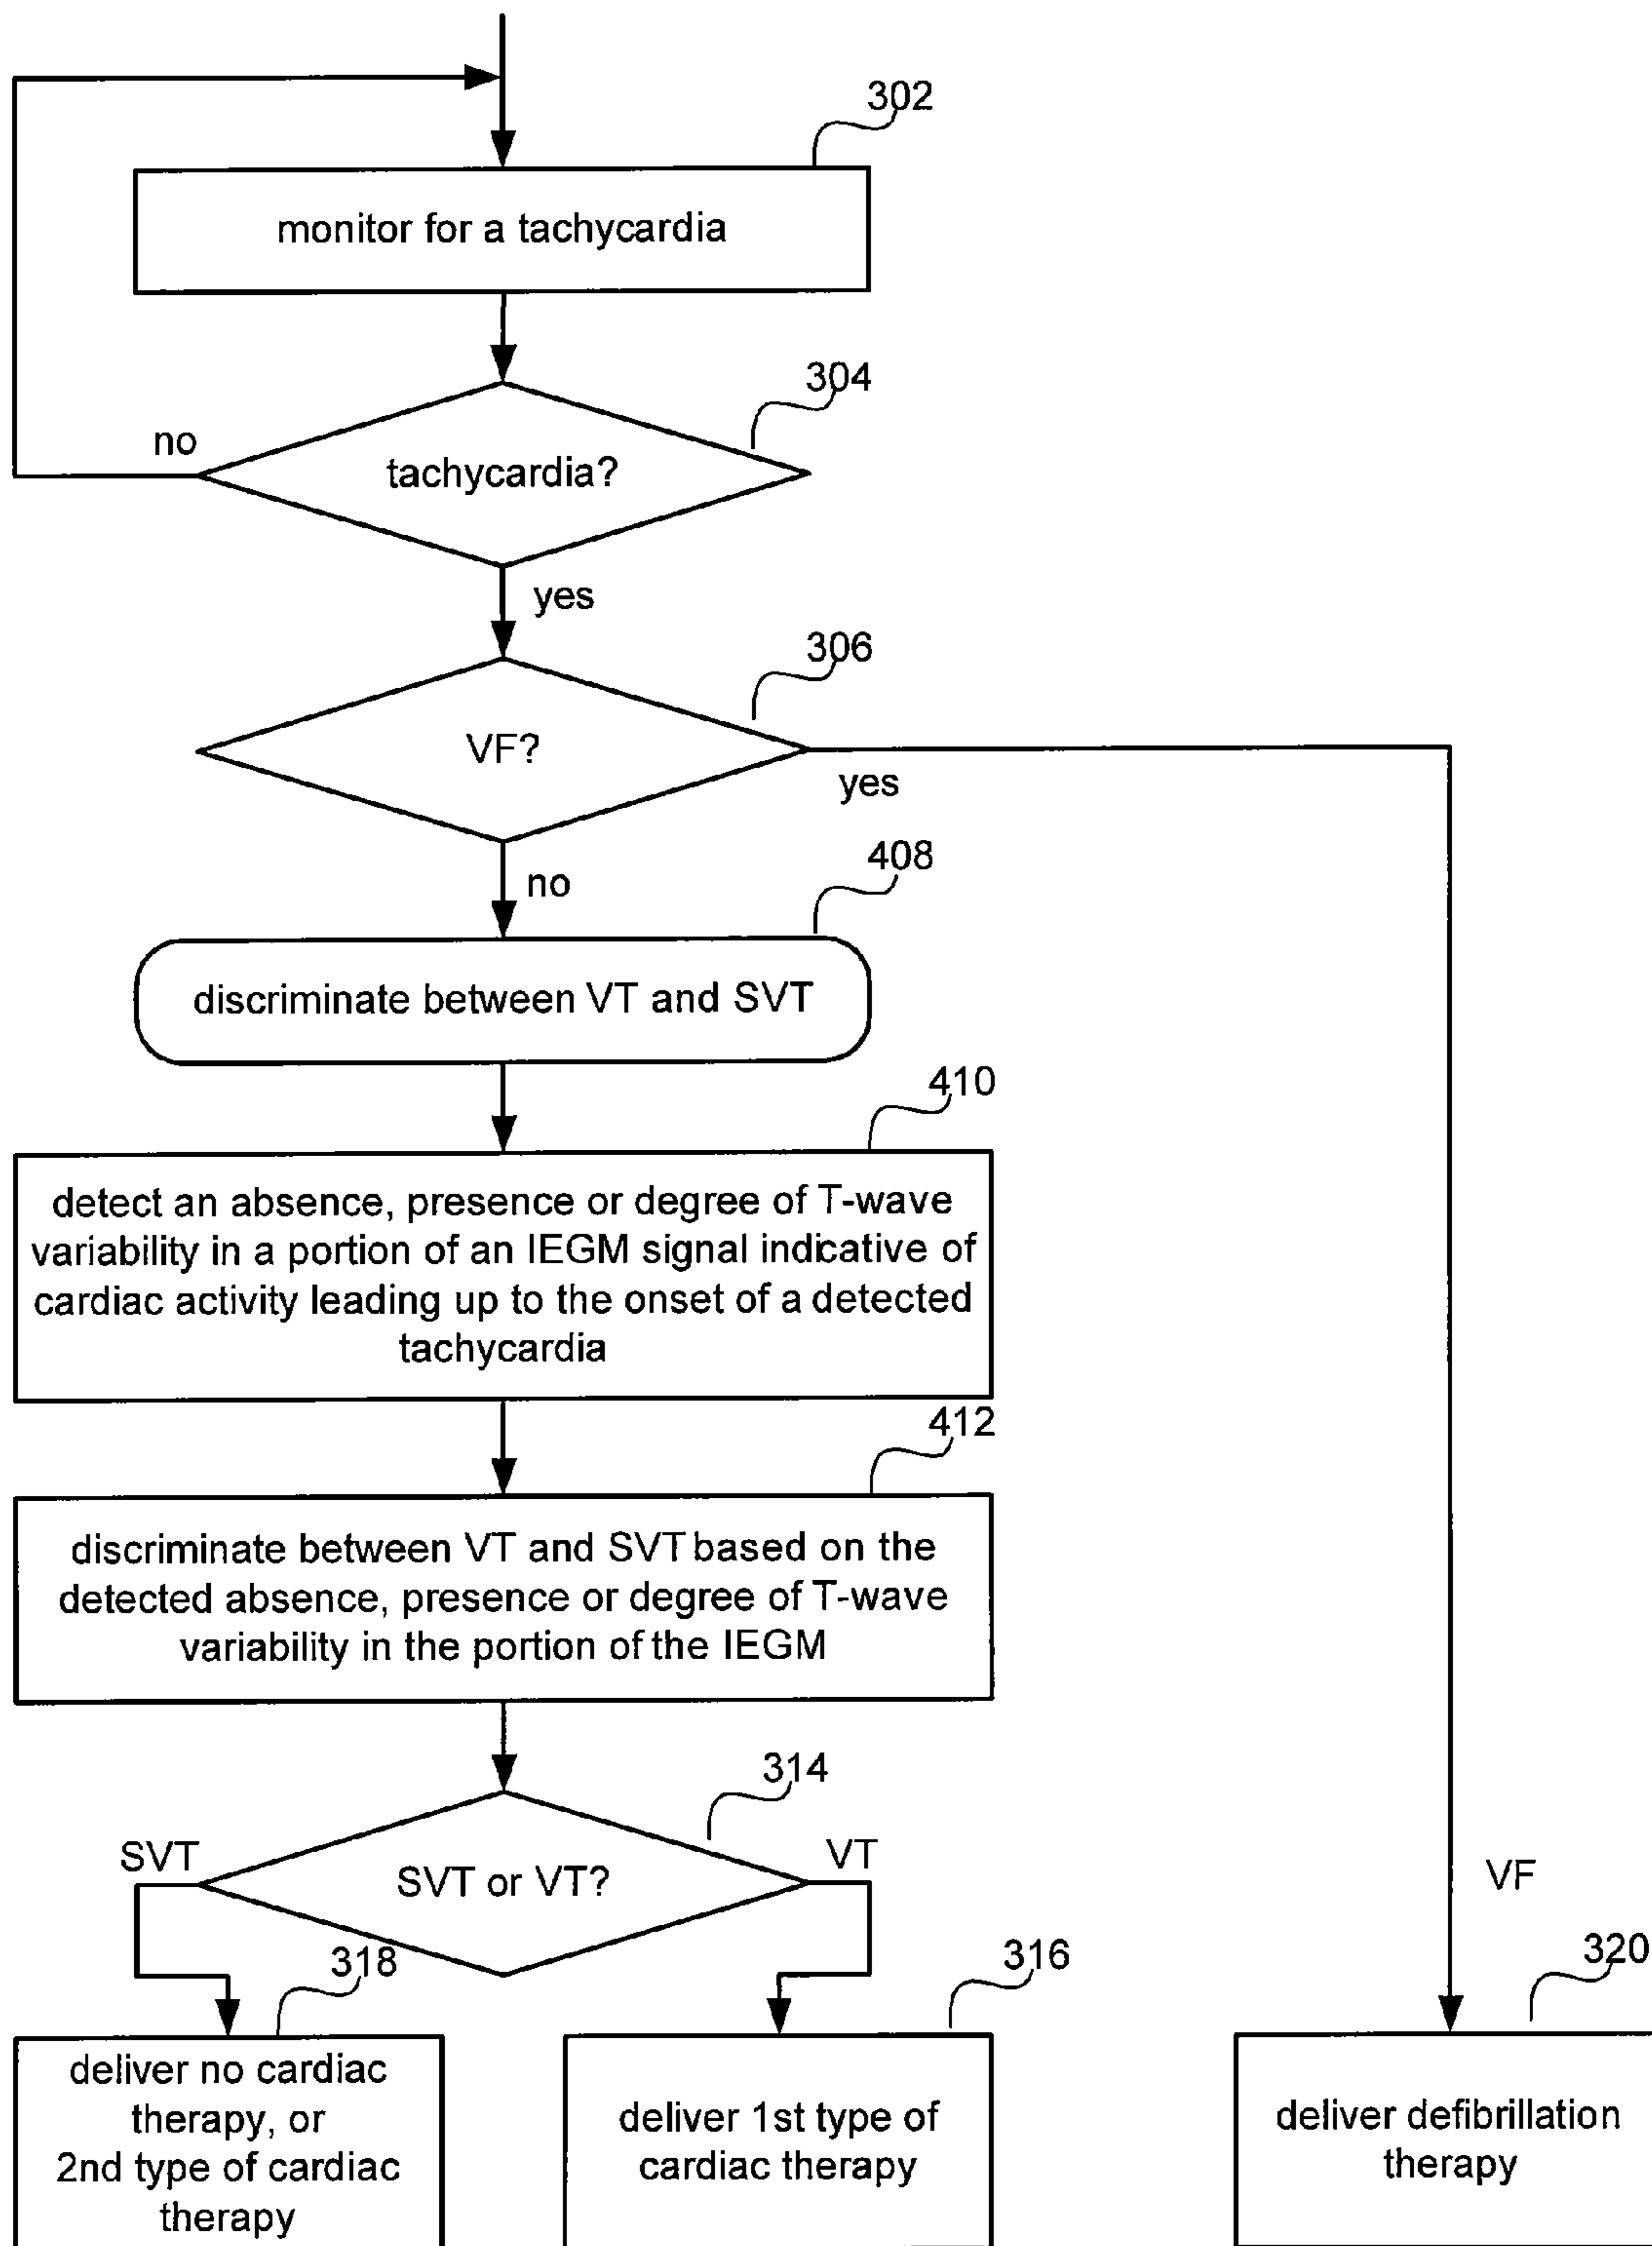 302
monitor for a tachycardia
304
no
tachycardia?
yes
306
VF?
yes
408
no
discriminate between VT and SVT
410
detect an absence, presence or degree of T-wave
variability in a portion of an IEGM signal indicative of
cardiac activity leading up to the onset of a detected
tachycardia
412
discriminate between VT and SVT based on the
detected absence, presence or degree of T-wave
variability in the portion of the IEGM
314
SVT
VT
SVT or VT?
VF
318
316
320
deliver no cardiac
therapy, or
2nd type of cardiac
therapy
deliver 1st type of
cardiac therapy
deliver defibrillation
therapy